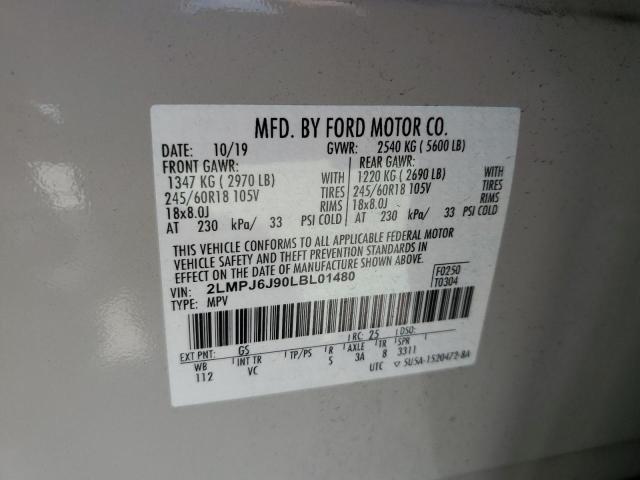 MFD. BY FORD MOTOR CO.
DATE: 10/19 GVWR: 2540 KG ( 5600 LB)
FRONT GAWR: REAR GAWR:
1347 KG ( 2970 LB) 1220 KG ( 2690 LB)
245/60R18 105V TIRES 245/60R18 105V TIRES
18x8.0J RIMS 18x8.0J RIMS
AT 230 kPa/ 33 PSI COLD AT 230 kPa/ 33 PSI COLD
THIS VEHICLE CONFORMS TO ALL APPLICABLE FEDERAL MOTOR
VEHICLE SAFETY AND THEFT PREVENTION STANDARDS IN
EFFECT ON THE DATE OF MANUFACTURE SHOWN ABOVE.
VIN: 2LMPJ6J90LBL01480 F0250
TYPE: MPV T0304
RC: 25 DSO:
EXT PNT: GS
WB INT TR TP/PS R AXLE TR SPR
112 VC 5 3A 8 3311
UTC ▽ 5U5A-1520472-BA